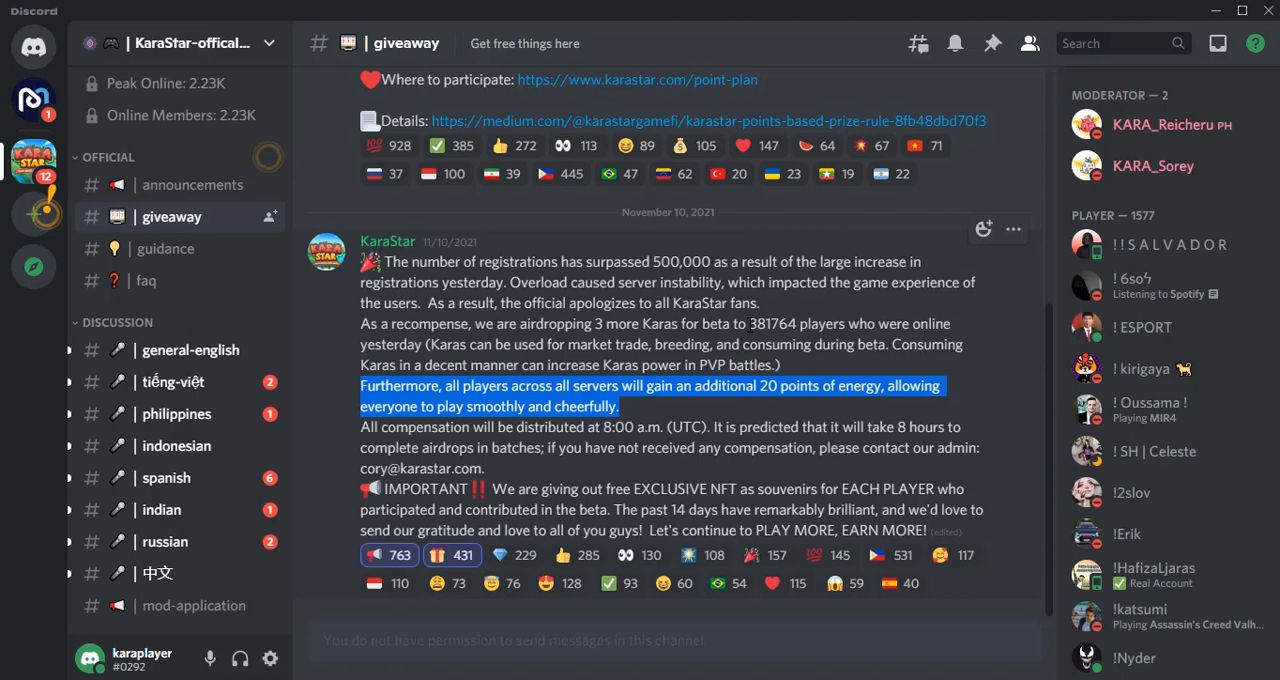 Discord
KaraStar-offical...
Peak Online: 2.23K
Online Members: 2.23K
OFFICIAL
# | announcements
# | giveaway
# | guidance
# | faq
DISCUSSION
# | general-english
# | tiếng-việt 2
# | philippines 1
# | indonesian
# | spanish 6
# | indian 1
# | russian 2
# | 中文
# | mod-application
karaplayer
#0292
1
KARA STAR
12
# | giveaway
Get free things here
Search
Where to participate: https://www.karastar.com/point-plan
Details: https://medium.com/@karastargamefi/karastar-points-based-prize-rule-8fb48dbd70f3
928 385 272 113 89 105 147 64 67 71
37 100 39 445 47 62 20 23 19 22
November 10, 2021
KARA STAR
KaraStar 11/10/2021
The number of registrations has surpassed 500,000 as a result of the large increase in
registrations yesterday. Overload caused server instability, which impacted the game experience of
the users. As a result, the official apologizes to all KaraStar fans.
As a recompense, we are airdropping 3 more Karas for beta to 381764 players who were online
yesterday (Karas can be used for market trade, breeding, and consuming during beta. Consuming
Karas in a decent manner can increase Karas power in PVP battles.)
Furthermore, all players across all servers will gain an additional 20 points of energy, allowing
everyone to play smoothly and cheerfully.
All compensation will be distributed at 8:00 a.m. (UTC). It is predicted that it will take 8 hours to
complete airdrops in batches; if you have not received any compensation, please contact our admin:
cory@karastar.com.
IMPORTANT‼ We are giving out free EXCLUSIVE NFT as souvenirs for EACH PLAYER who
participated and contributed in the beta. The past 14 days have remarkably brilliant, and we'd love to
send our gratitude and love to all of you guys! Let's continue to PLAY MORE, EARN MORE! (edited)
763 431 229 285 130 108 157 145 531 117
110 73 76 128 93 60 54 115 59 40
You do not have permission to send messages in this channel
MODERATOR — 2
KARA_Reicheru PH
KARA_Sorey
PLAYER — 1577
! ! S A L V A D O R
! 6soϟ
Listening to Spotify
! ESPORT
! kirigaya
! Oussama !
Playing MIR4
! SH | Celeste
!2slov
!Erik
!HafizaLjaras
Real Account
!katsumi
Playing Assassin's Creed Valh...
!Nyder